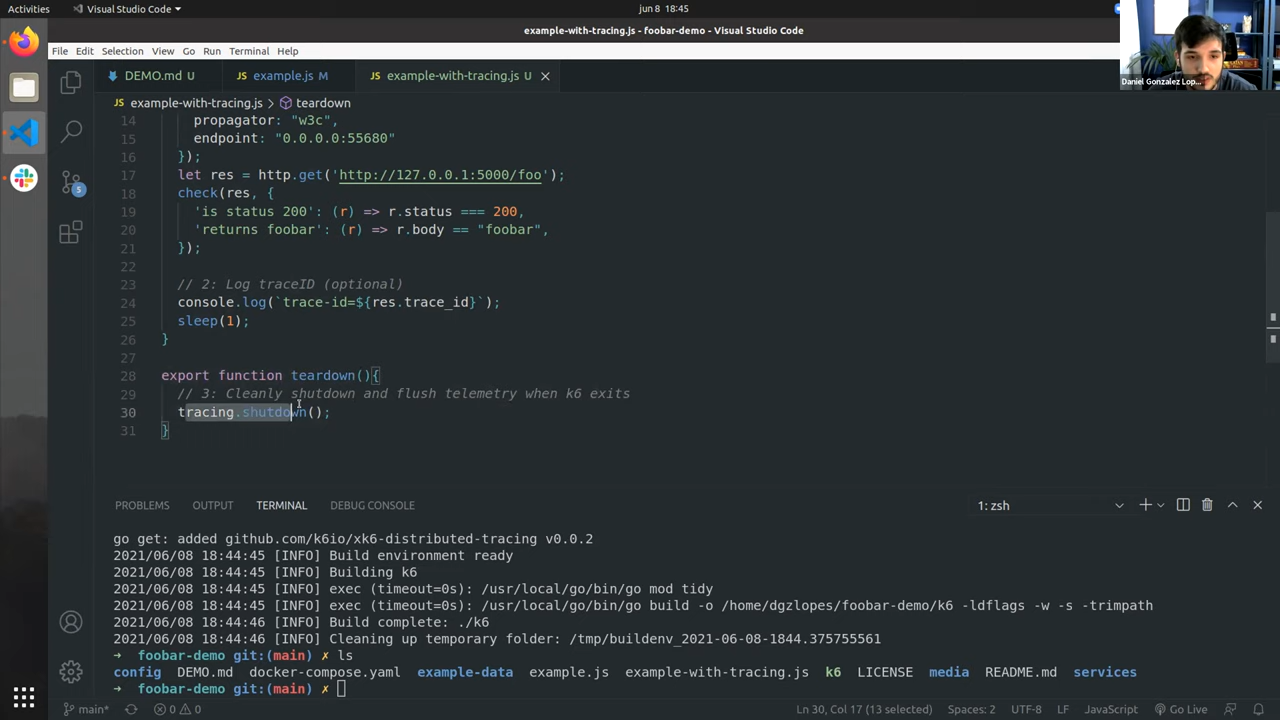 Activities
Visual Studio Code
jun 8 18:45
example-with-tracing.js - foobar-demo - Visual Studio Code
File Edit Selection View Go Run Terminal Help
DEMO.md U
JS example.js M
JS example-with-tracing.js U
Daniel Gonzalez Lop...
JS example-with-tracing.js > teardown
14 propagator: "w3c",
15 endpoint: "0.0.0.0:55680"
16 });
17 let res = http.get('http://127.0.0.1:5000/foo');
18 check(res, {
19 'is status 200': (r) => r.status === 200,
20 'returns foobar': (r) => r.body == "foobar",
21 });
22
23 // 2: Log traceID (optional)
24 console.log(`trace-id=${res.trace_id}`);
25 sleep(1);
26 }
27
28 export function teardown(){
29 // 3: Cleanly shutdown and flush telemetry when k6 exits
30 tracing.shutdown();
31 }
5
PROBLEMS OUTPUT TERMINAL DEBUG CONSOLE
1: zsh
go get: added github.com/k6io/xk6-distributed-tracing v0.0.2
2021/06/08 18:44:45 [INFO] Build environment ready
2021/06/08 18:44:45 [INFO] Building k6
2021/06/08 18:44:45 [INFO] exec (timeout=0s): /usr/local/go/bin/go mod tidy
2021/06/08 18:44:45 [INFO] exec (timeout=0s): /usr/local/go/bin/go build -o /home/dgzlopes/foobar-demo/k6 -ldflags -w -s -trimpath
2021/06/08 18:44:46 [INFO] Build complete: ./k6
2021/06/08 18:44:46 [INFO] Cleaning up temporary folder: /tmp/buildenv_2021-06-08-1844.375755561
➜ foobar-demo git:(main) ✗ ls
config DEMO.md docker-compose.yaml example-data example.js example-with-tracing.js k6 LICENSE media README.md services
➜ foobar-demo git:(main) ✗
main* 0 0
Ln 30, Col 17 (13 selected) Spaces: 2 UTF-8 LF JavaScript Go Live